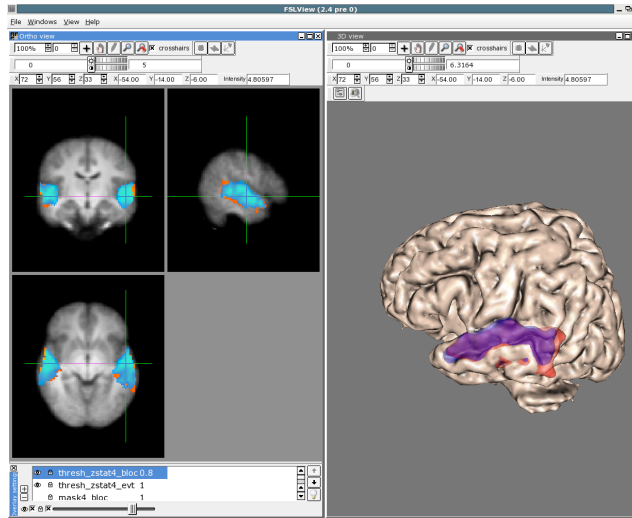 FSLView (2.4 pre 0)
File Windows View Help
Ortho view
100% 0 crosshairs
0 5
X 72 Y 56 Z 33 X -54.00 Y -14.00 Z -6.00 Intensity 4.80597
3D view
100% 0 crosshairs
0 6.3164
X 72 Y 56 Z 33 X -54.00 Y -14.00 Z -6.00 Intensity 4.80597
thresh_zstat4_bloc 0.8
thresh_zstat4_evt 1
mask4_bloc 1